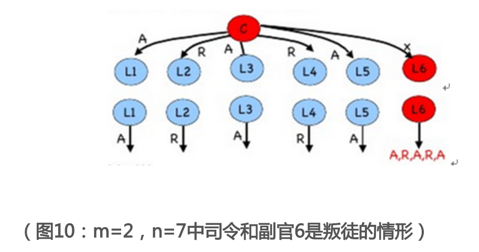 C
A R A R A x
L1 L2 L3 L4 L5 L6
L1 L2 L3 L4 L5 L6
A R A R A A,R,A,R,A
（图10：m=2，n=7中司令和副官6是叛徒的情形）